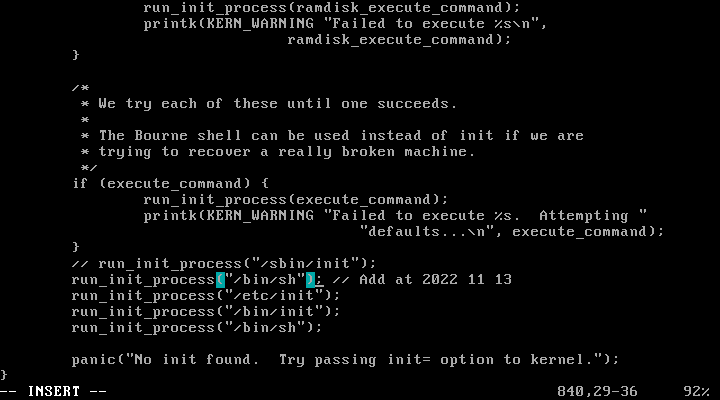 run_init_process(ramdisk_execute_command);
printk(KERN_WARNING "Failed to execute %s\n",
ramdisk_execute_command);
}
/*
* We try each of these until one succeeds.
*
* The Bourne shell can be used instead of init if we are
* trying to recover a really broken machine.
*/
if (execute_command) {
run_init_process(execute_command);
printk(KERN_WARNING "Failed to execute %s.  Attempting "
"defaults...\n", execute_command);
}
// run_init_process("/sbin/init");
run_init_process("/bin/sh"); // Add at 2022 11 13
run_init_process("/etc/init");
run_init_process("/bin/init");
run_init_process("/bin/sh");
panic("No init found.  Try passing init= option to kernel.");
}
-- INSERT -- 840,29-36 92%